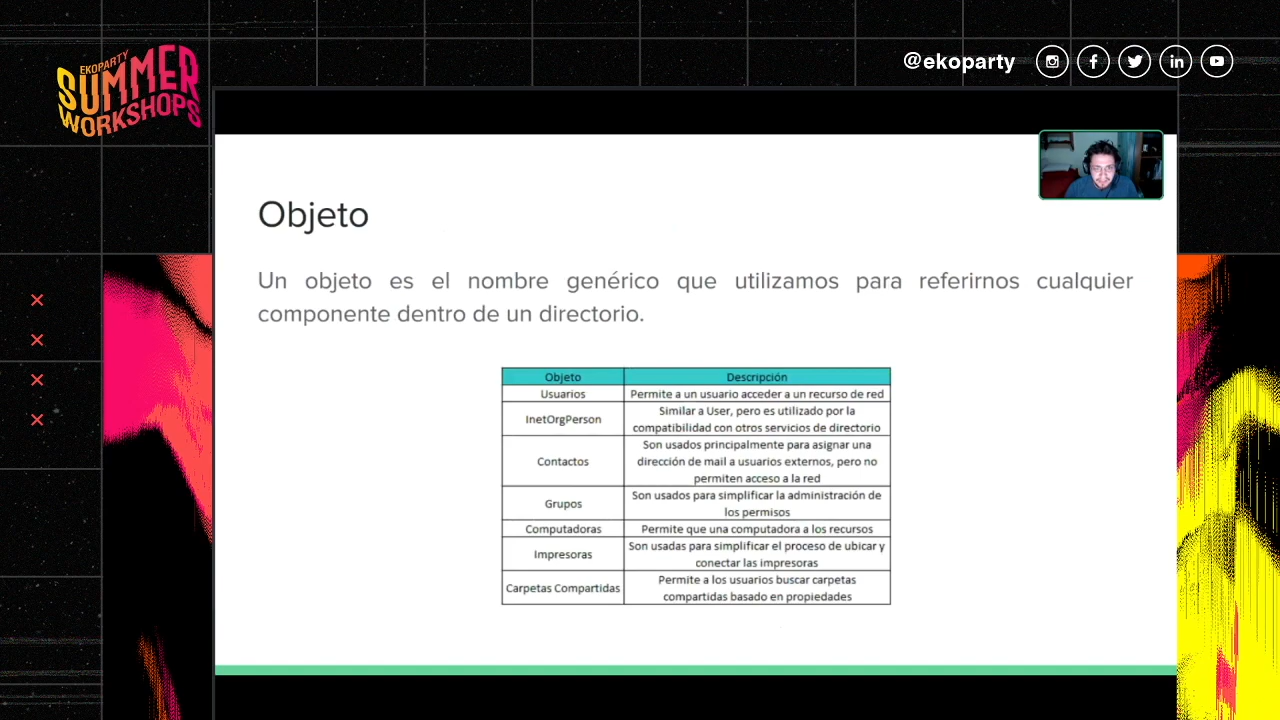 EKOPARTY
SUMMER
WORKSHOPS
@ekoparty
Objeto
Un objeto es el nombre genérico que utilizamos para referirnos cualquier
componente dentro de un directorio.
Objeto Descripción
Usuarios Permite a un usuario acceder a un recurso de red
InetOrgPerson Similar a User, pero es utilizado por la
compatibilidad con otros servicios de directorio
Contactos Son usados principalmente para asignar una
dirección de mail a usuarios externos, pero no
permiten acceso a la red
Grupos Son usados para simplificar la administración de
los permisos
Computadoras Permite que una computadora a los recursos
Impresoras Son usadas para simplificar el proceso de ubicar y
conectar las impresoras
Carpetas Compartidas Permite a los usuarios buscar carpetas
compartidas basado en propiedades